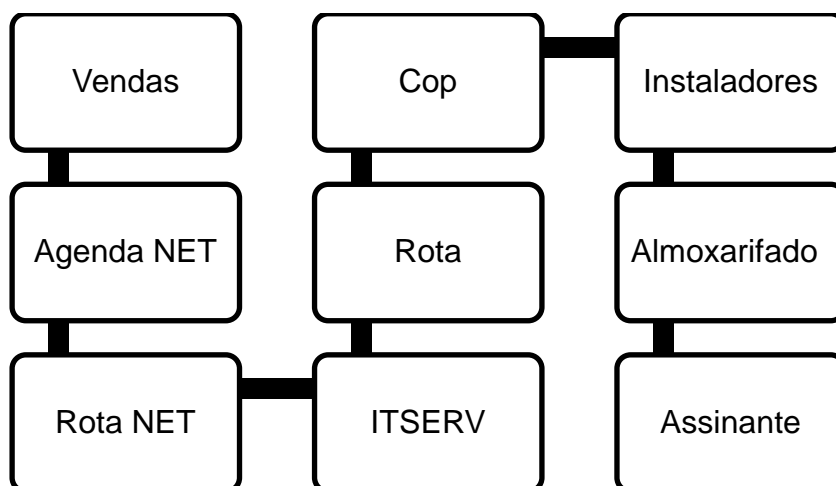 Vendas
Cop
Instaladores
Agenda NET
Rota
Almoxarifado
Rota NET
ITSERV
Assinante